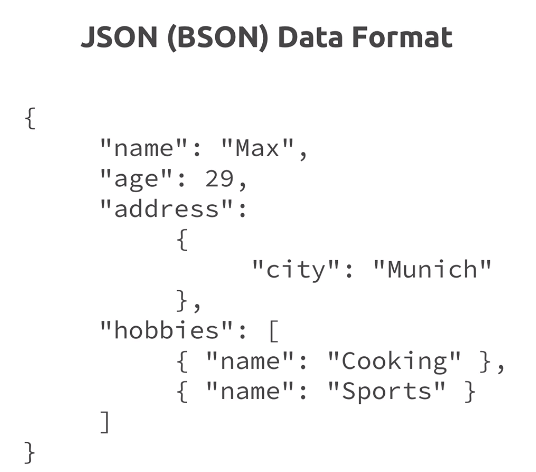 JSON (BSON) Data Format
{
"name": "Max",
"age": 29,
"address":
{
"city": "Munich"
},
"hobbies": [
{ "name": "Cooking" },
{ "name": "Sports" }
]
}